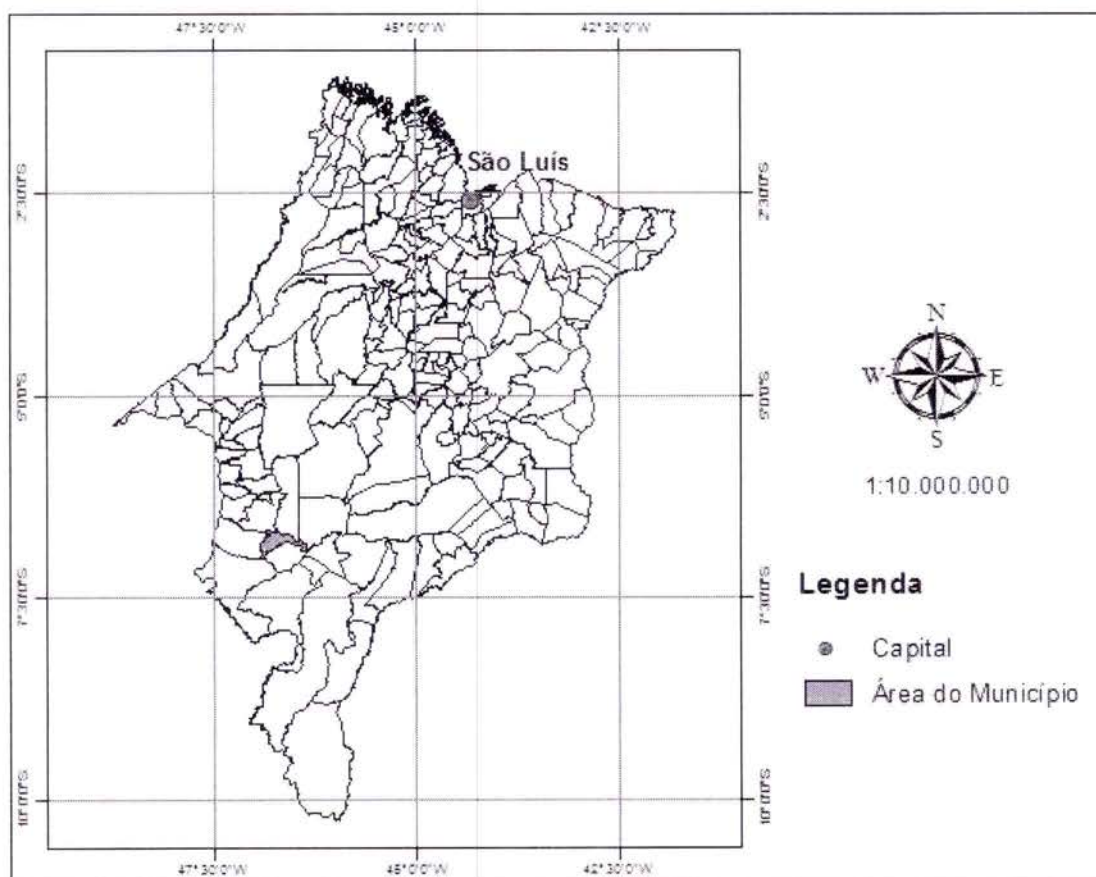 47°30'0"W 45°0'0"W 42°30'0"W
São Luís
2°30'0"S 2°30'0"S
N
W E
S
5°0'0"S 5°0'0"S
1:10.000.000
7°30'0"S 7°30'0"S
Legenda
Capital
Área do Município
10°0'0"S 10°0'0"S
47°30'0"W 45°0'0"W 42°30'0"W